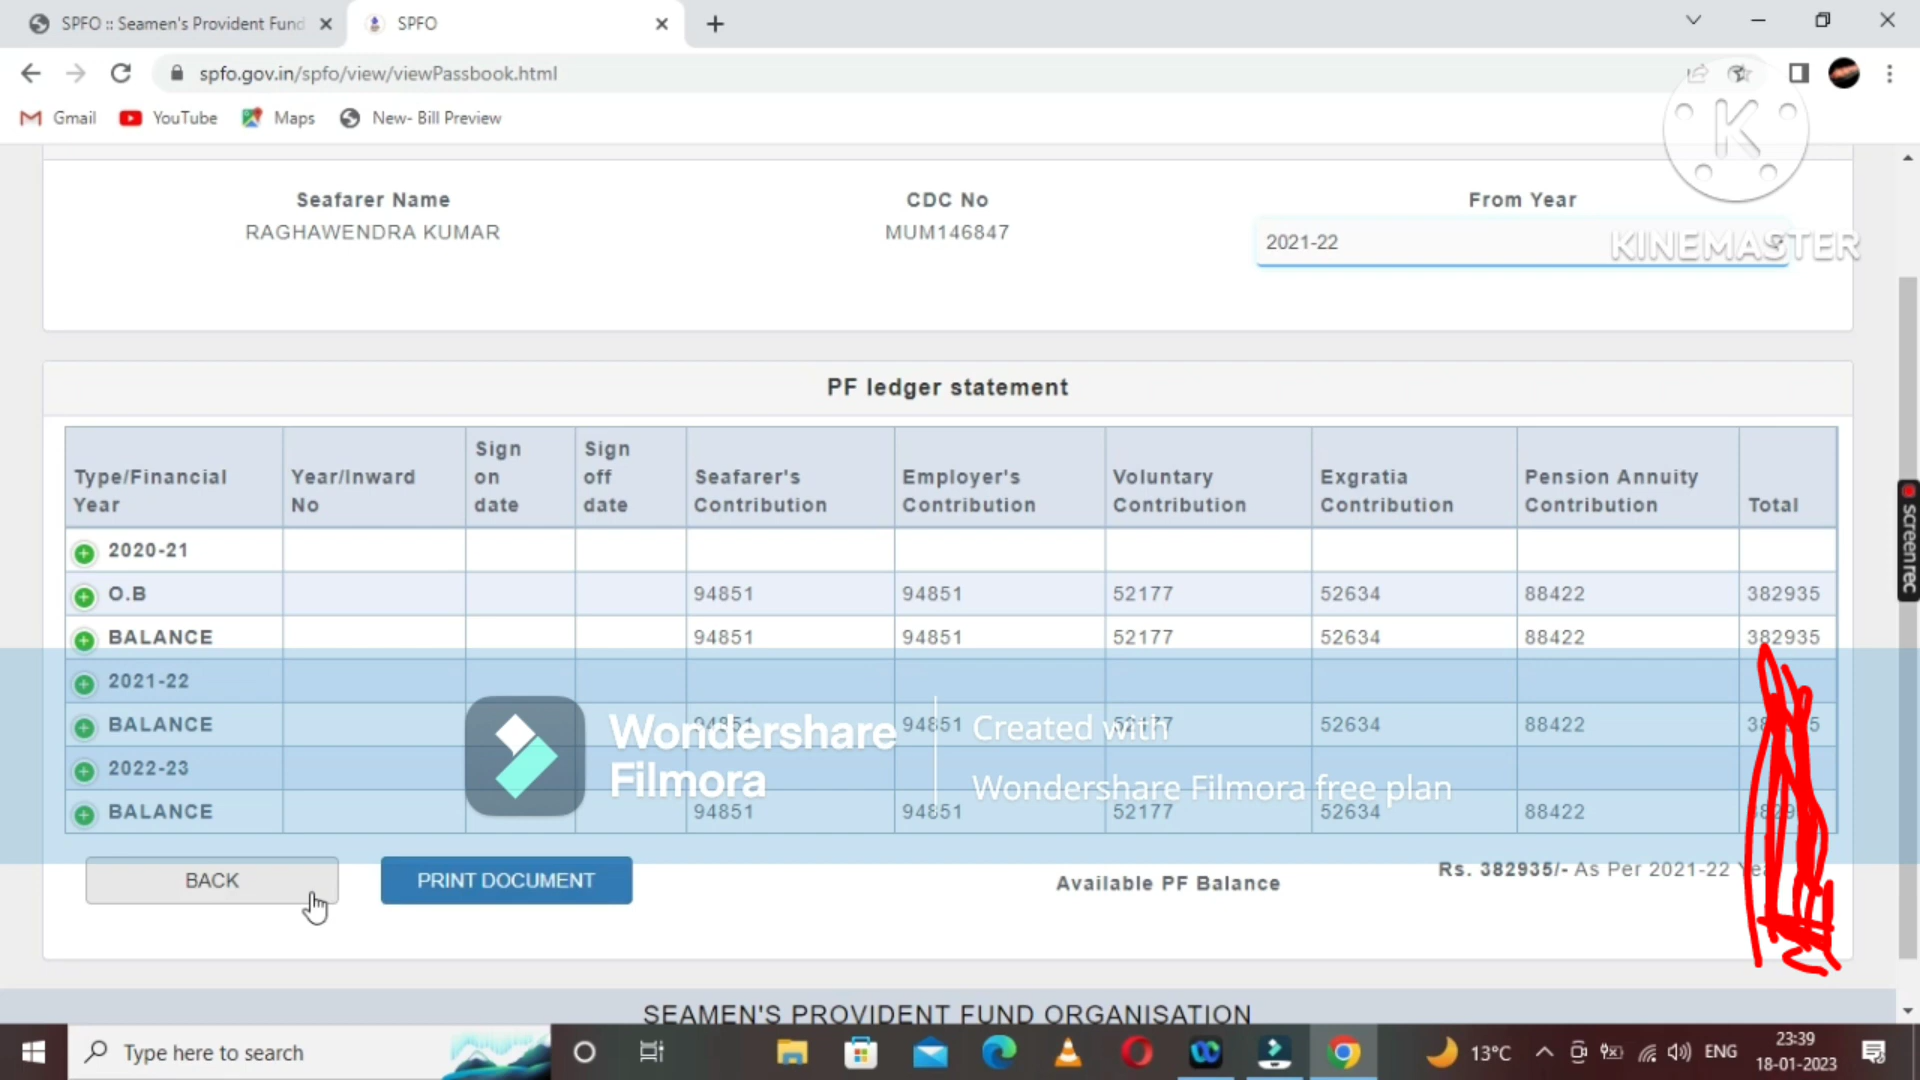 SPFO :: Seamen's Provident Fund
SPFO
spfo.gov.in/spfo/view/viewPassbook.html
Gmail YouTube Maps New- Bill Preview
K
KINEMASTER
Seafarer Name CDC No From Year
RAGHAWENDRA KUMAR MUM146847 2021-22
PF ledger statement
Type/Financial Year Year/Inward No Sign on date Sign off date Seafarer's Contribution Employer's Contribution Voluntary Contribution Exgratia Contribution Pension Annuity Contribution Total
2020-21
O.B 94851 94851 52177 52634 88422 382935
BALANCE 94851 94851 52177 52634 88422 382935
2021-22
BALANCE 94851 94851 52177 52634 88422
2022-23
BALANCE 94851 94851 52177 52634 88422
Wondershare
Filmora
Created with
Wondershare Filmora free plan
BACK PRINT DOCUMENT Available PF Balance Rs. 382935/- As Per 2021-22
SEAMEN'S PROVIDENT FUND ORGANISATION
screen rec
Type here to search
13°C ENG 23:39
18-01-2023